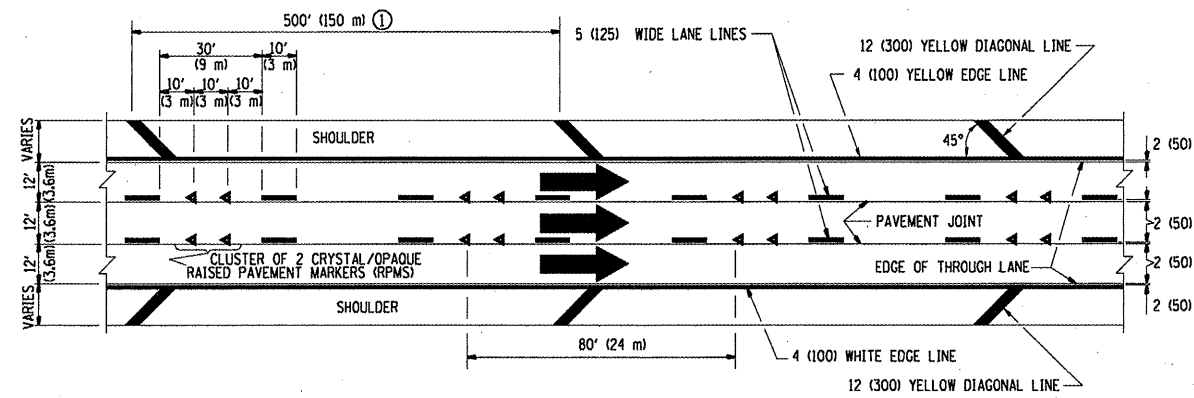 500' (150 m) ①
5 (125) WIDE LANE LINES
12 (300) YELLOW DIAGONAL LINE
4 (100) YELLOW EDGE LINE
30'
(9 m)
10'
(3 m)
10'
(3 m)
10'
(3 m)
10'
(3 m)
VARIES
SHOULDER
45°
2 (50)
12'
(3.6m)
12'
(3.6m)
2 (50)
PAVEMENT JOINT
CLUSTER OF 2 CRYSTAL/OPAQUE
RAISED PAVEMENT MARKERS (RPMS)
12'
(3.6m)
EDGE OF THROUGH LANE
2 (50)
VARIES
SHOULDER
2 (50)
80' (24 m)
4 (100) WHITE EDGE LINE
12 (300) YELLOW DIAGONAL LINE